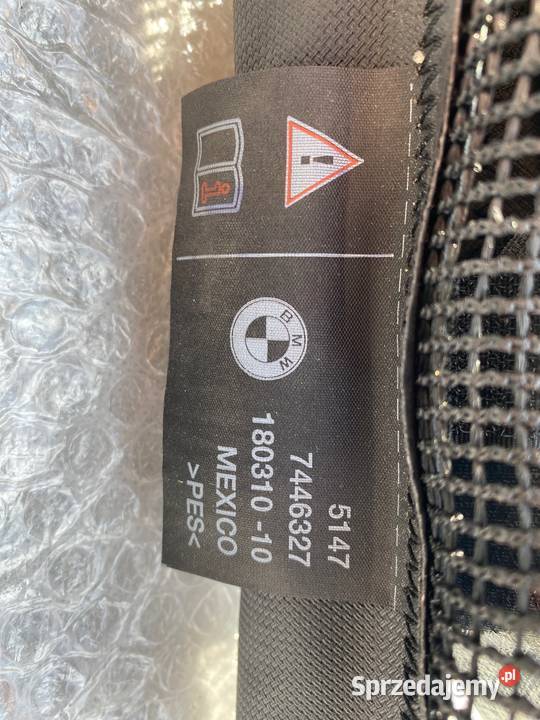 BMW
5147
7446327
180310 -10
MEXICO
>PES<
Sprzedajemy.pl